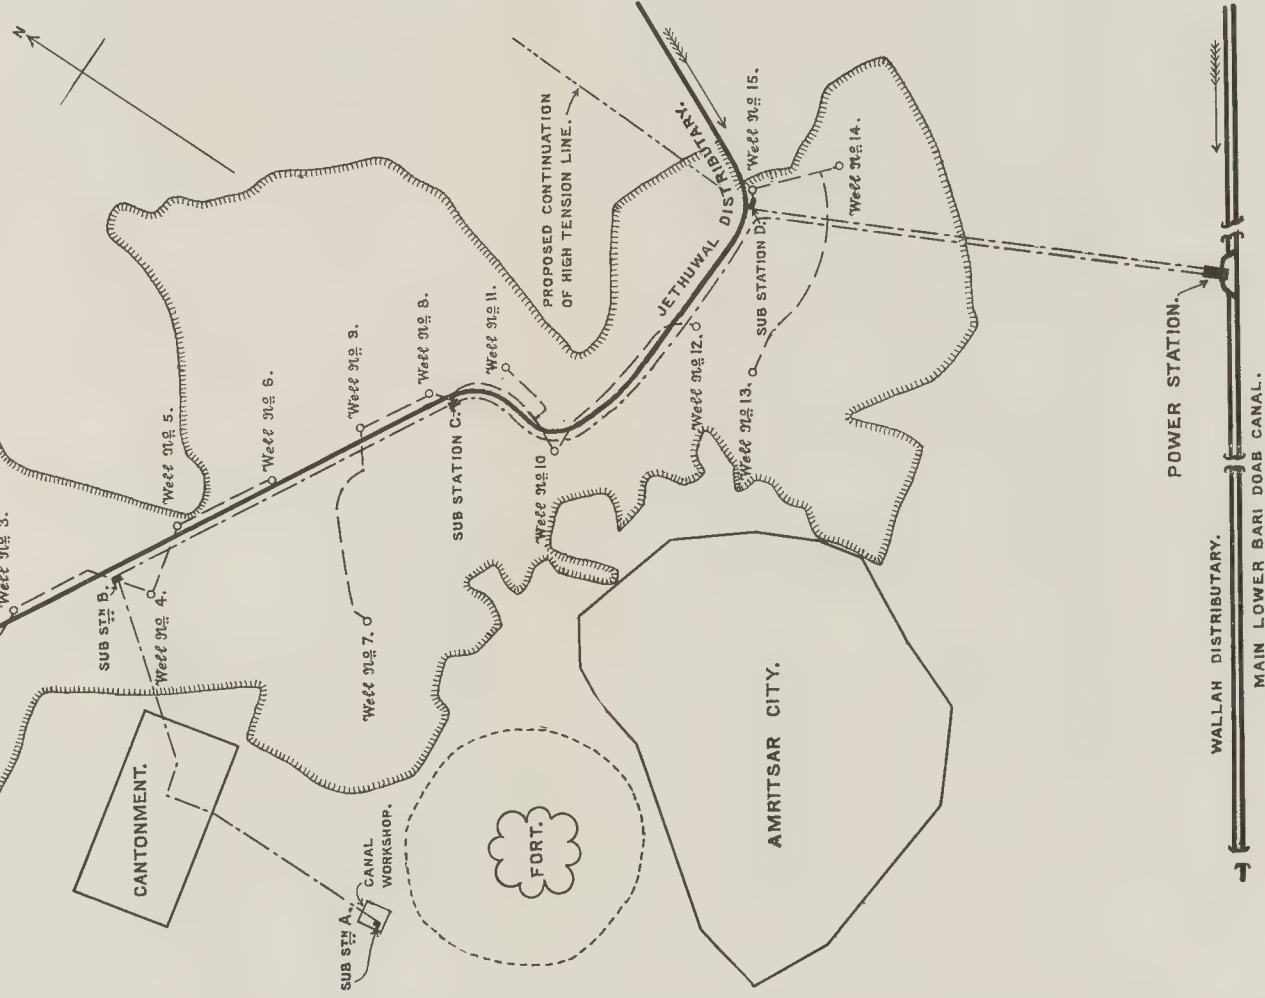 N
PROPOSED CONTINUATION
OF HIGH TENSION LINE.
JETHUWAL DISTRIBUTARY.
Well No 15.
Well No 14.
SUB STATION D.
Well No 11.
Well No 8.
Well No 9.
Well No 6.
Well No 5.
Well No 3.
SUB STN B.
Well No 4.
SUB STATION C.
Well No 10
Well No 12.
Well No 13.
Well No 7.
POWER STATION.
WALLAH DISTRIBUTARY.
MAIN LOWER BARI DOAB CANAL.
CANTONMENT.
CANAL
WORKSHOP.
SUB STN A.
FORT.
AMRITSAR CITY.